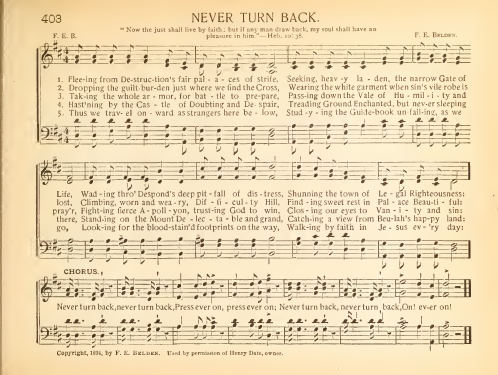 403
NEVER TURN BACK.
"Now the just shall live by faith; but if any man draw back, my soul shall have no
pleasure in him"—Heb. 10: 38.
F. E. B.
F. E. BELDEN.
1. Flee-ing from De-struc-tion's fair pal - a - ces of strife, Seeking, heav - y la - den, the narrow Gate of
2. Dropping the guilt-burden just where we find the Cross, Wearing the white garment when sin's vile robe is
3. Tak-ing the whole ar - mor, for bat - tle to pre - pare, Passing down the Vale of Hu - mil - i - ty and
4. Hast'ning by the Cas - tle of Doubting and De-spair, Treading Ground Enchanted, but nev-er sleeping
5. Thus we trav - el on - ward as strangers here be - low, Stud - y - ing the Guide-book un-fail-ing, as we
Life, Wad - ing thro' Despond's deep pit - fall of dis - tress, Shunning the town of Le - gal Righteousness:
lost, Climbing, worn and wea - ry, Dif - fi - cul - ty Hill, Find-ing sweet rest in Pal - ace Beau-ti - ful:
pray'r, Fight-ing fierce A - poll - yon, trust-ing God to win, Clos-ing our eyes to Van - i - ty and sin:
there, Stand-ing on the Mount De - lec - ta - ble and grand, Catch-ing a view from Beu-lah's hap-py land:
go, Look-ing for the blood-stain'd footprints on the way, Walk-ing by faith in Je - sus ev - 'ry day:
CHORUS.
Never turn back, never turn back, Press ever on, press ever on; Never turn back, never turn back, On! ev-er on!
Copyright, 1894, by F. E. BELDEN. Used by permission of Henry Date, owner.